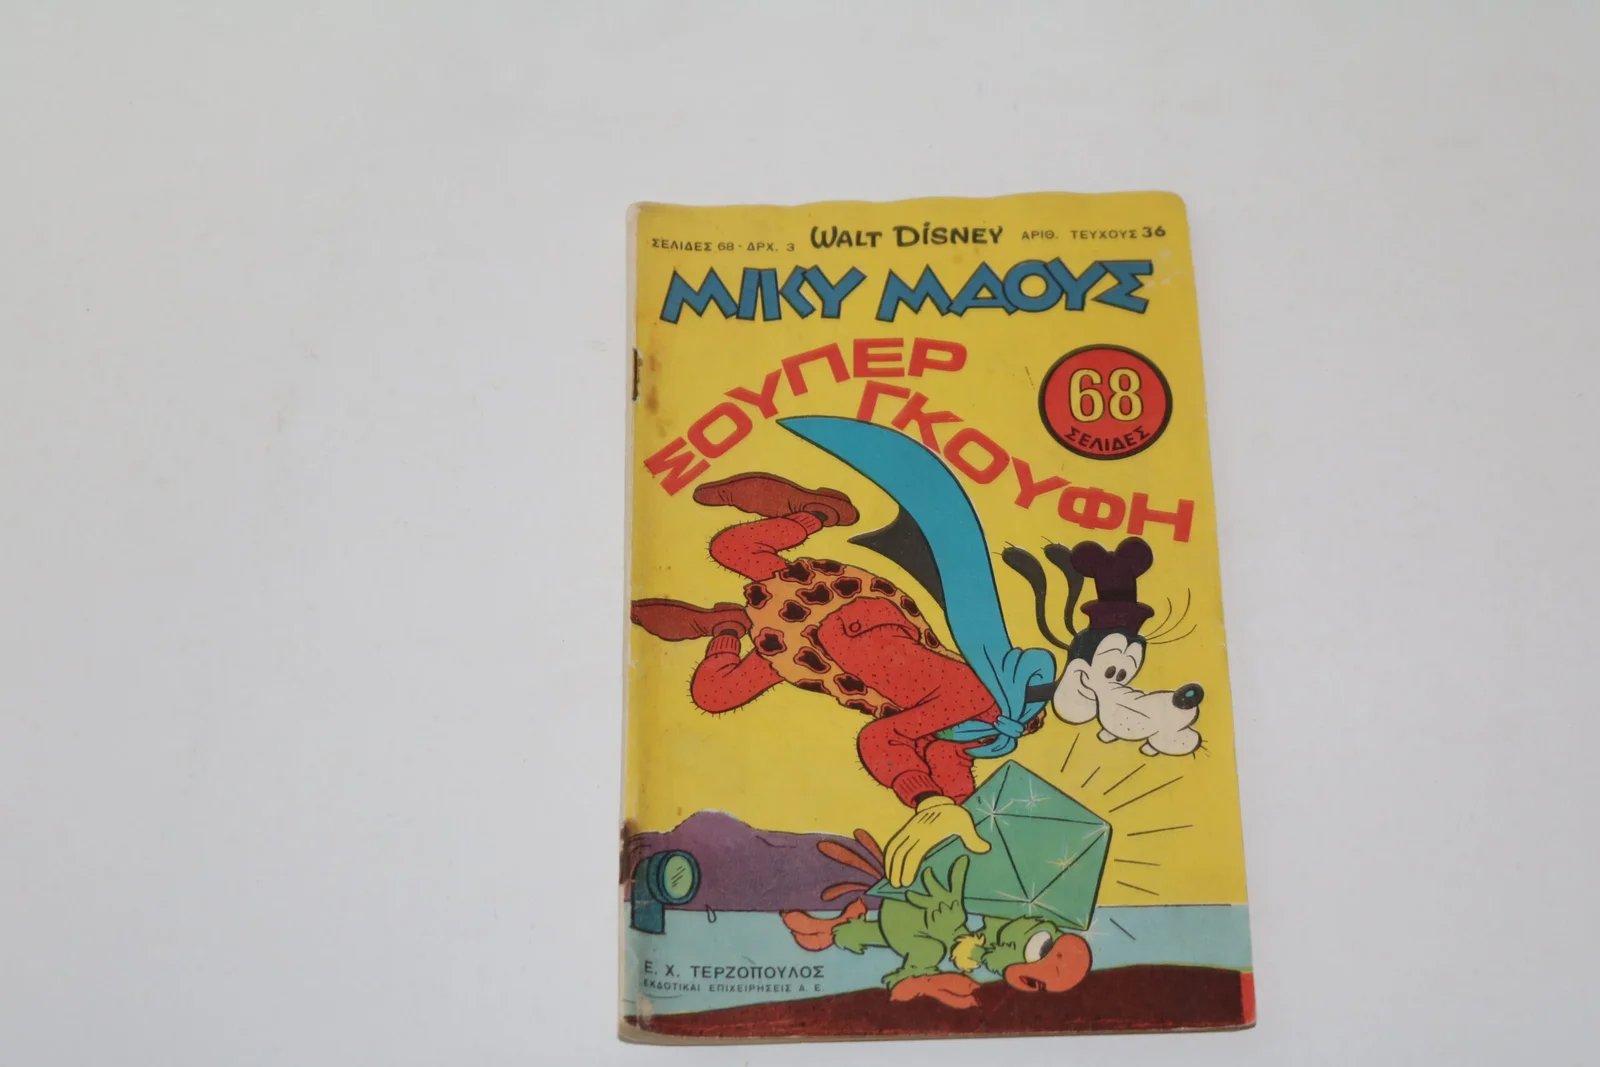 ΣΕΛΙΔΕΣ 68 · ΔΡΧ. 3 WALT DISNEY ΑΡΙΘ. ΤΕΥΧΟΥΣ 36
ΜΙΚΥ ΜΑΟΥΣ
ΣΟΥΠΕΡ
ΓΚΟΥΦΗ
68
ΣΕΛΙΔΕΣ
Ε. Χ. ΤΕΡΖΟΠΟΥΛΟΣ
ΕΚΔΟΤΙΚΑΙ ΕΠΙΧΕΙΡΗΣΕΙΣ Α. Ε.